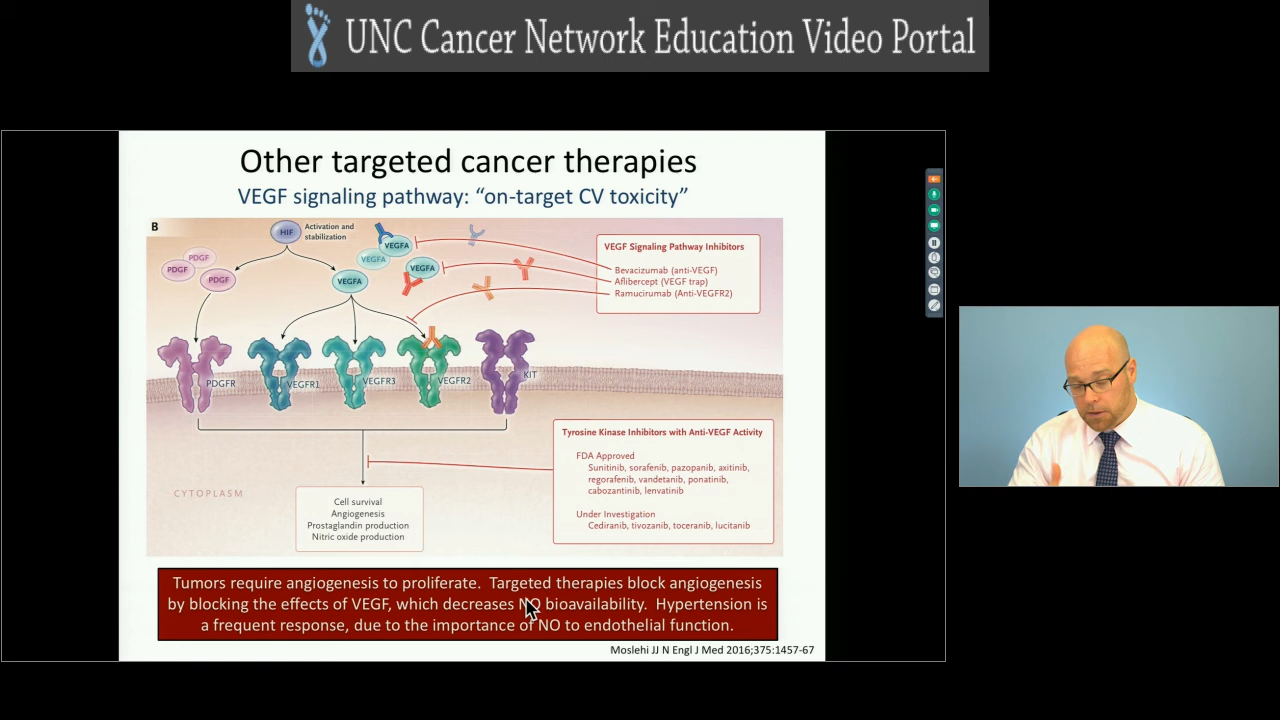 UNC Cancer Network Education Video Portal
Other targeted cancer therapies
VEGF signaling pathway: “on-target CV toxicity”
B
HIF
Activation and
stabilization
PDGF
PDGF
PDGF
VEGFA
VEGFA
VEGFA
VEGFA
VEGF Signaling Pathway Inhibitors
Bevacizumab (anti-VEGF)
Aflibercept (VEGF trap)
Ramucirumab (Anti-VEGFR2)
PDGFR
VEGFR1
VEGFR3
VEGFR2
KIT
Tyrosine Kinase Inhibitors with Anti-VEGF Activity
FDA Approved
Sunitinib, sorafenib, pazopanib, axitinib,
regorafenib, vandetanib, ponatinib,
cabozantinib, lenvatinib
Under Investigation
Cediranib, tivozanib, toceranib, lucitanib
CYTOPLASM
Cell survival
Angiogenesis
Prostaglandin production
Nitric oxide production
Tumors require angiogenesis to proliferate. Targeted therapies block angiogenesis
by blocking the effects of VEGF, which decreases NO bioavailability. Hypertension is
a frequent response, due to the importance of NO to endothelial function.
Moslehi JJ N Engl J Med 2016;375:1457-67